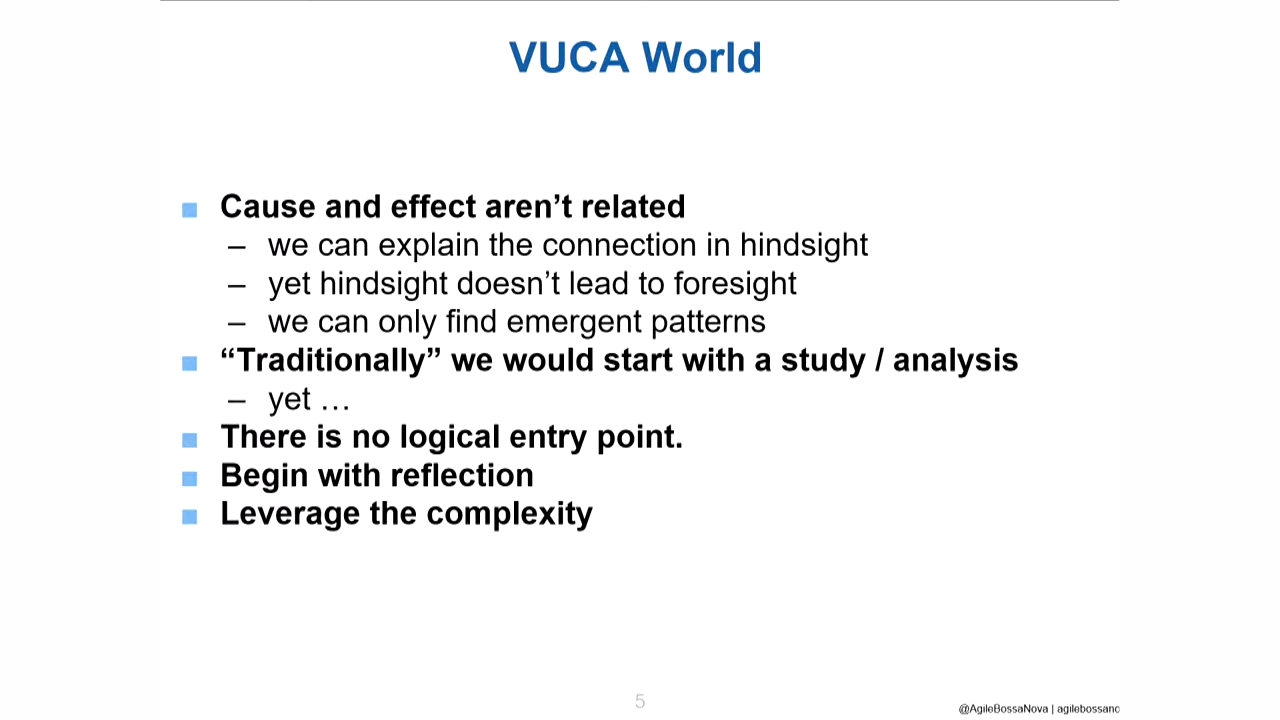 VUCA World
Cause and effect aren’t related
– we can explain the connection in hindsight
– yet hindsight doesn’t lead to foresight
– we can only find emergent patterns
“Traditionally” we would start with a study / analysis
– yet …
There is no logical entry point.
Begin with reflection
Leverage the complexity
5
@AgileBossaNova | agilebossanc